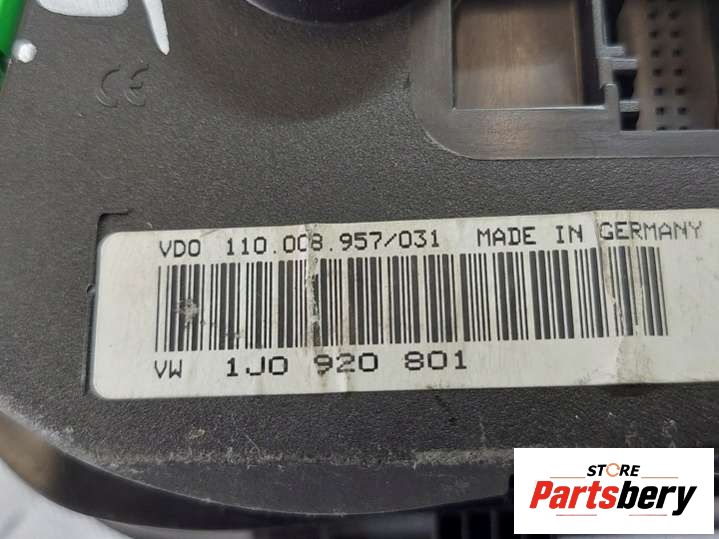 CE
VDO 110.008.957/031 MADE IN GERMANY
VW 1J0 920 801
STORE
Partsbery